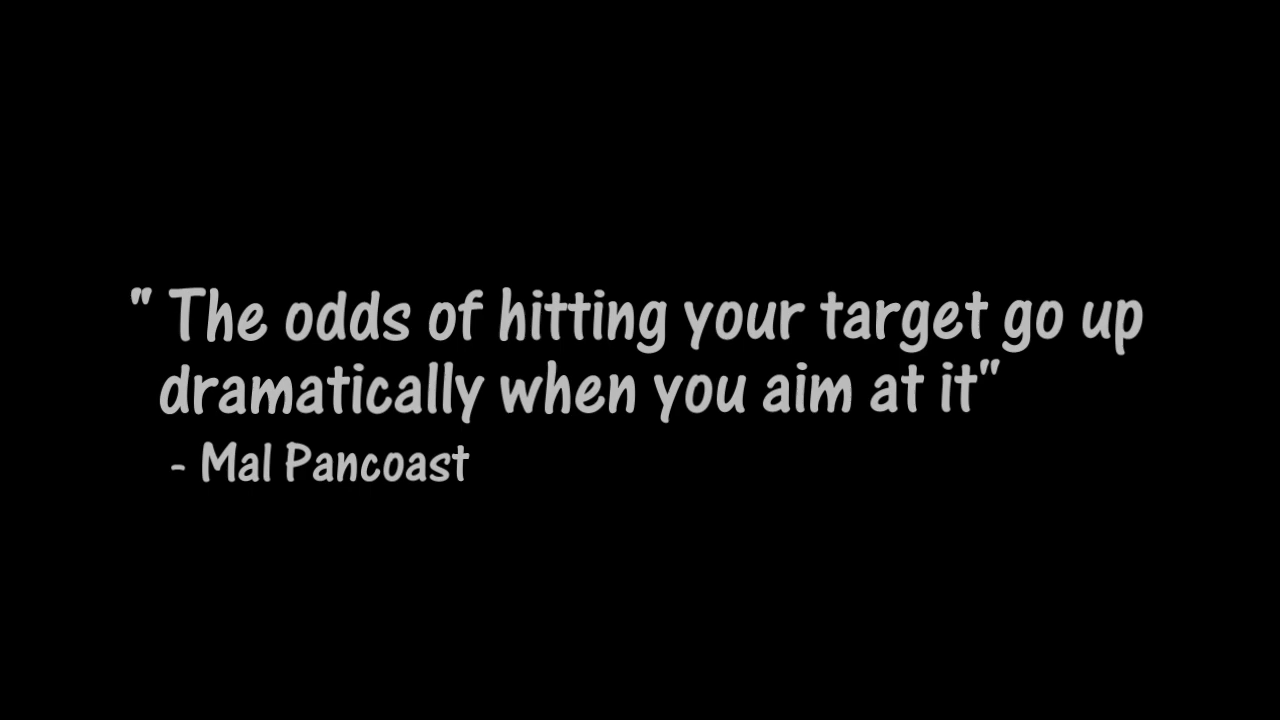 " The odds of hitting your target go up
dramatically when you aim at it"
- Mal Pancoast